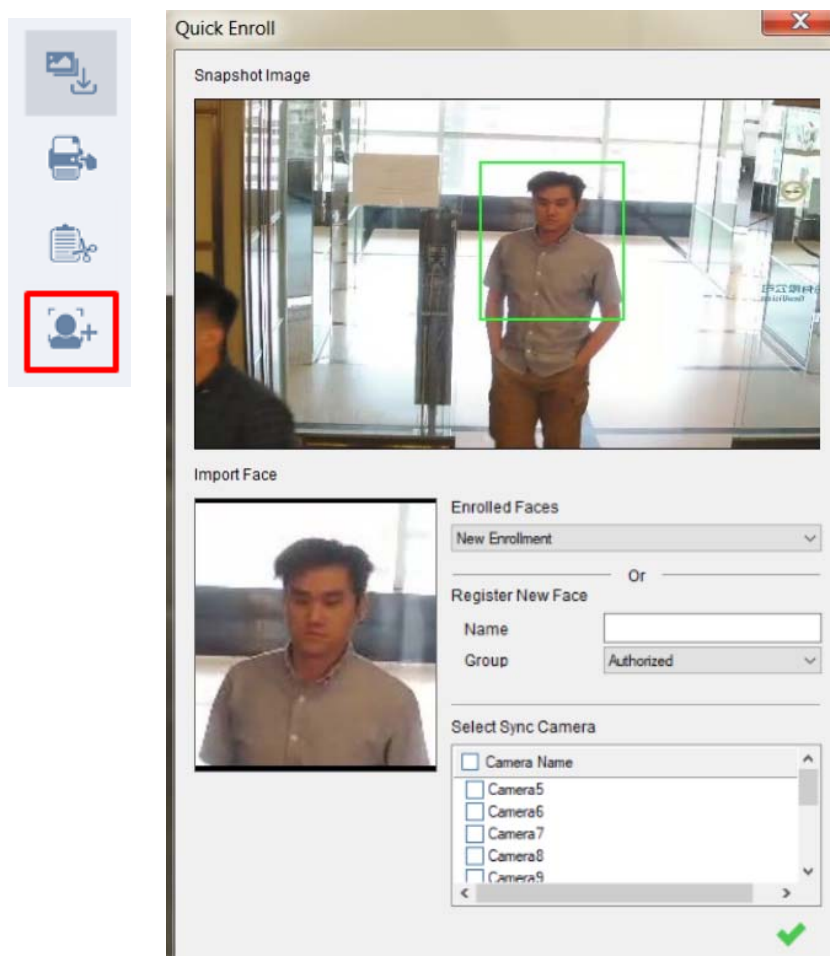 Quick Enroll
X
Snapshot Image
Import Face
Enrolled Faces
New Enrollment
Or
Register New Face
Name
Group
Authorized
Select Sync Camera
Camera Name
Camera5
Camera6
Camera7
Camera8
Camera9